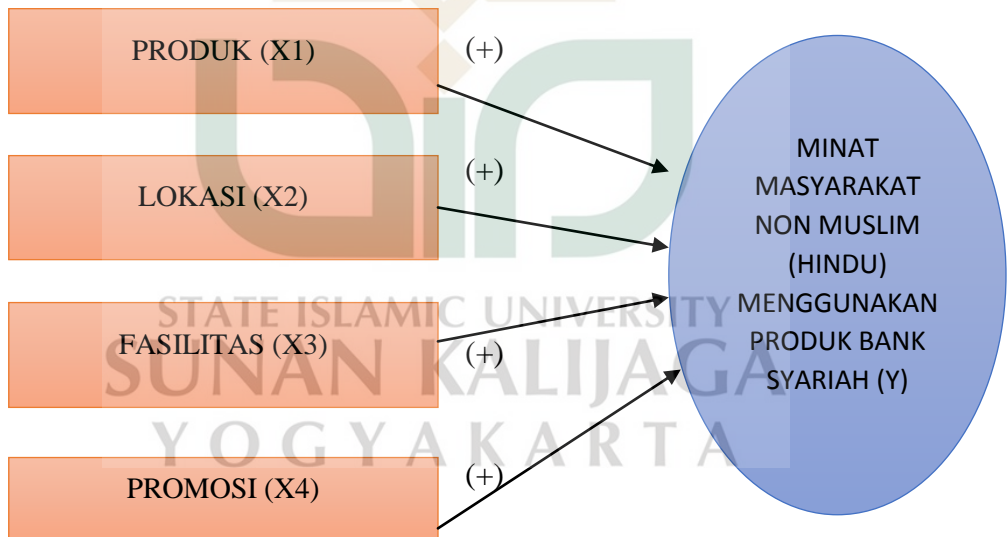 PRODUK (X1)
(+)
LOKASI (X2)
(+)
FASILITAS (X3)
(+)
PROMOSI (X4)
(+)
MINAT
MASYARAKAT
NON MUSLIM
(HINDU)
MENGGUNAKAN
PRODUK BANK
SYARIAH (Y)
STATE ISLAMIC UNIVERSITY
SUNAN KALIJAGA
YOGYAKARTA